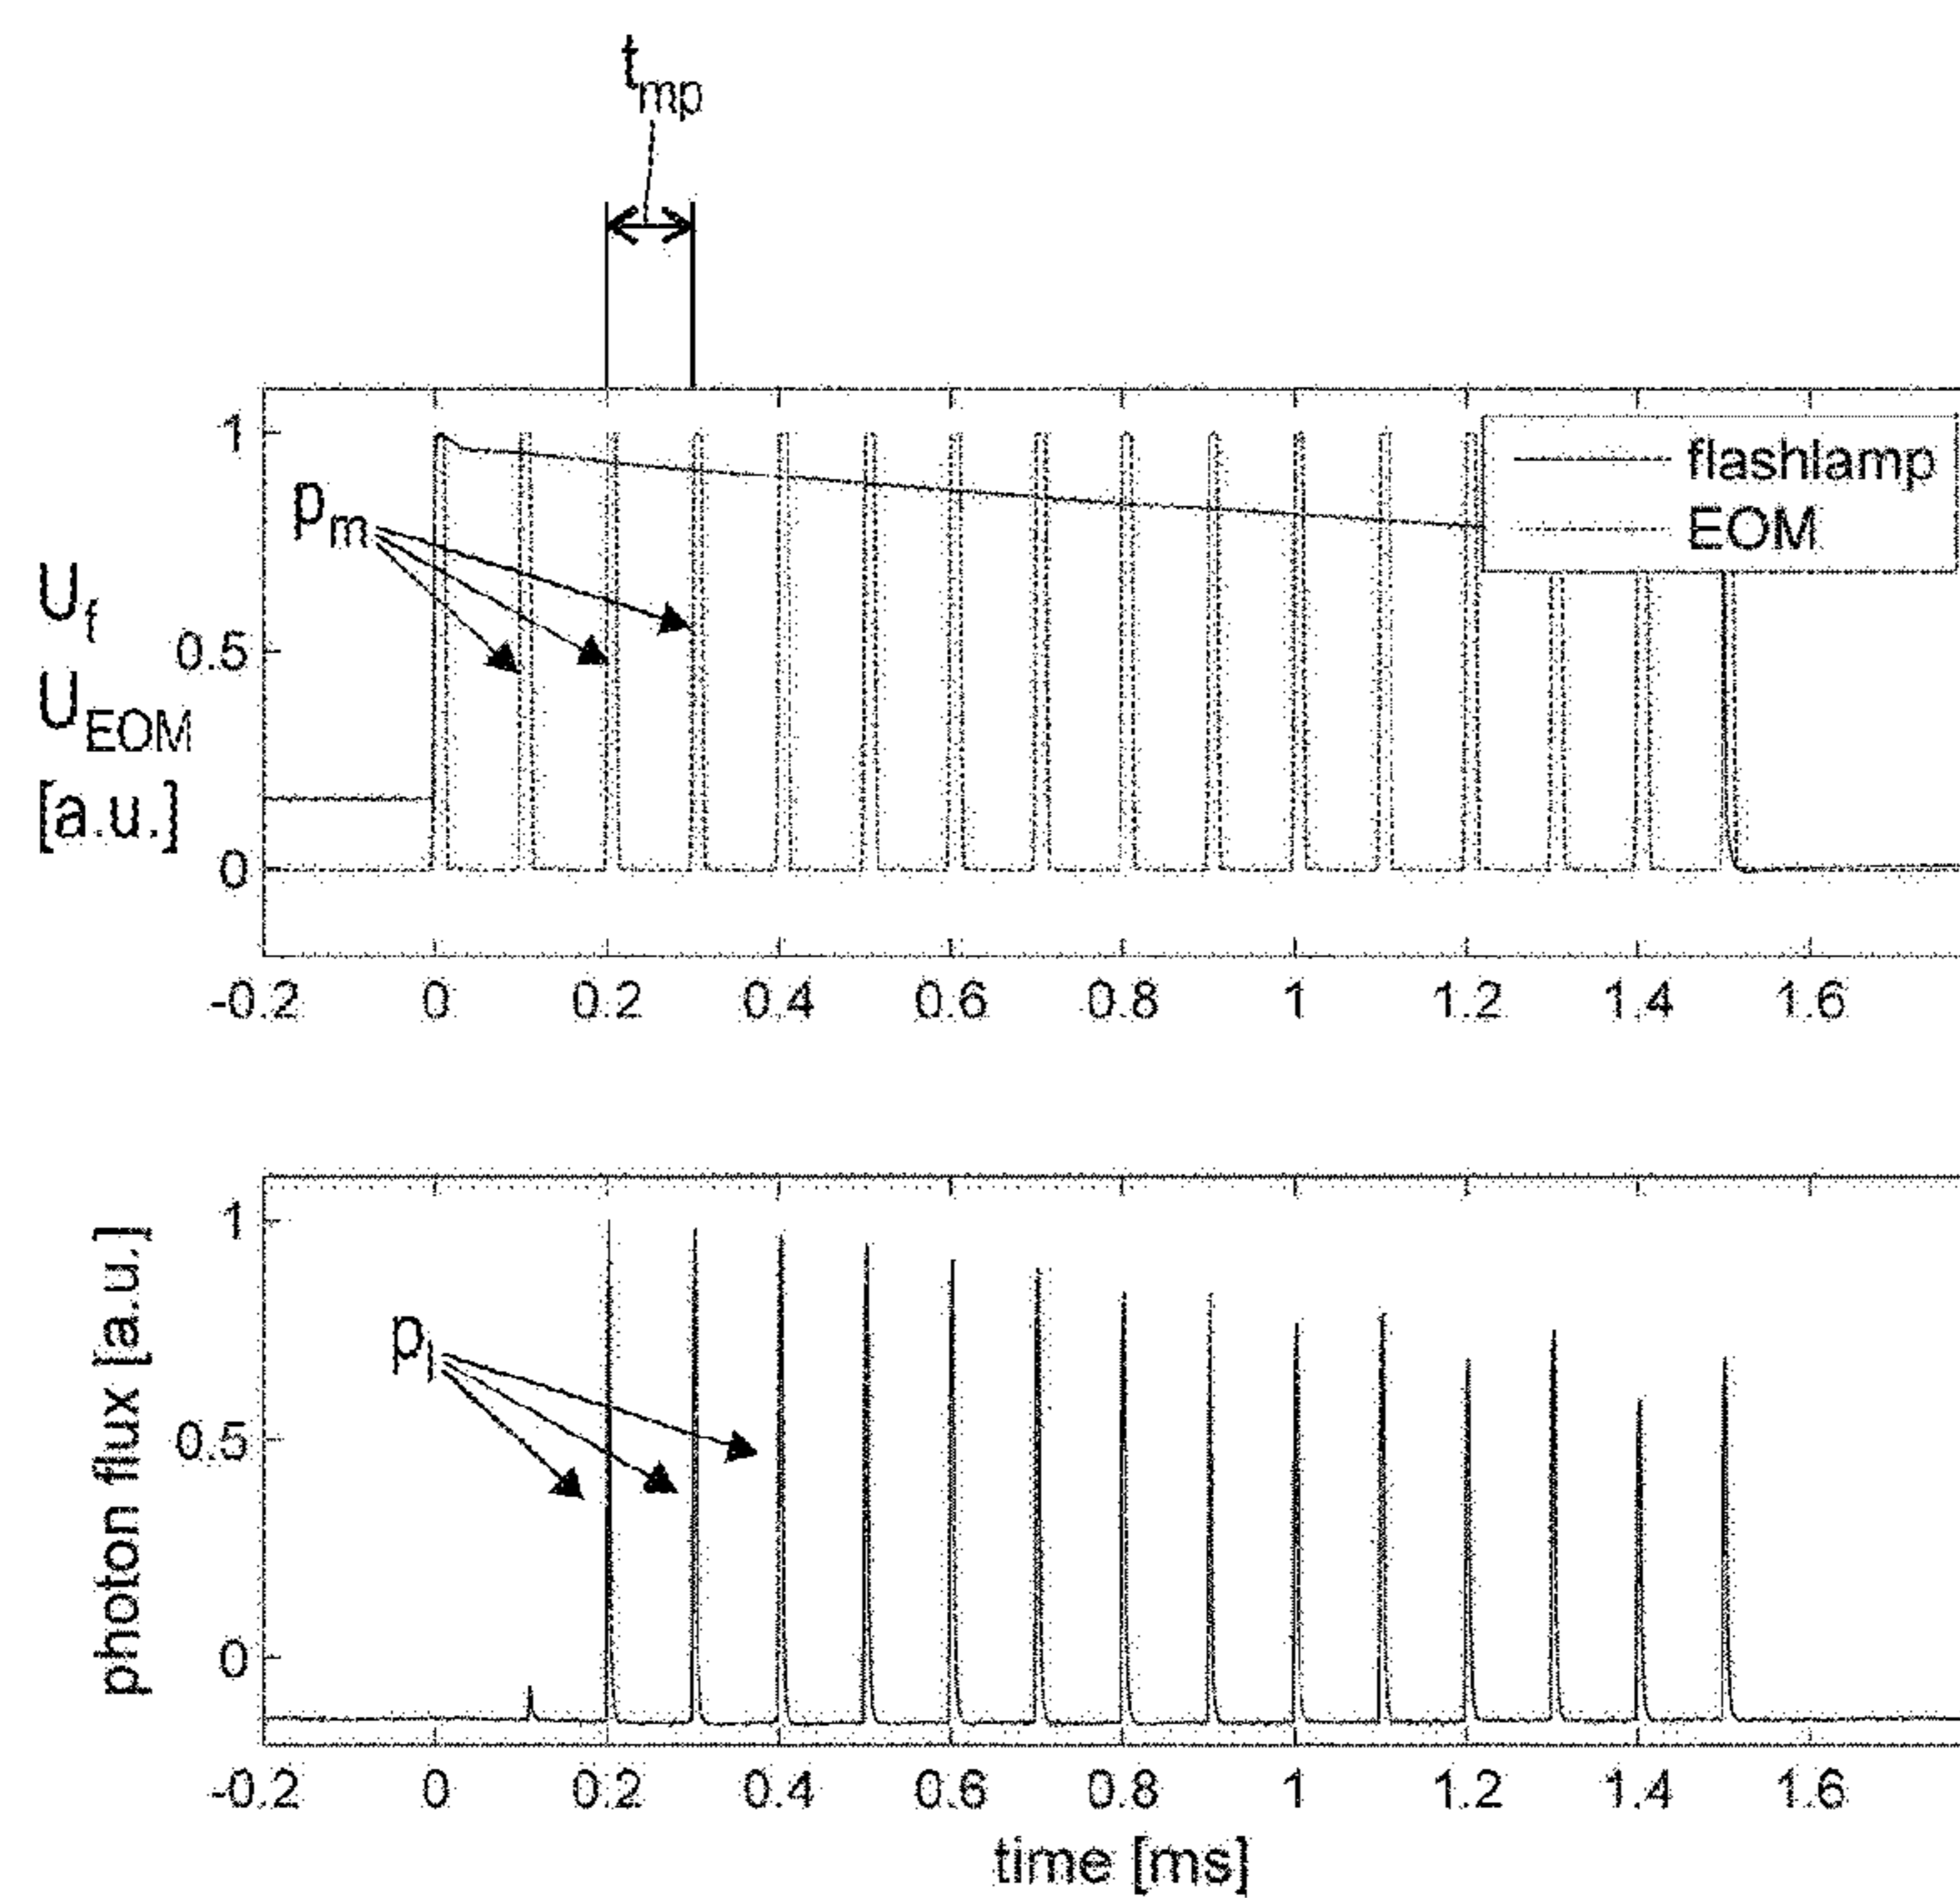 t_mp
1
flashlamp
EOM
p_m
U_f
0.5
U_EOM
[a.u.]
0
-0.2 0 0.2 0.4 0.6 0.8 1 1.2 1.4 1.6
1
photon flux [a.u.]
p_l
0.5
0
-0.2 0 0.2 0.4 0.6 0.8 1 1.2 1.4 1.6
time [ms]